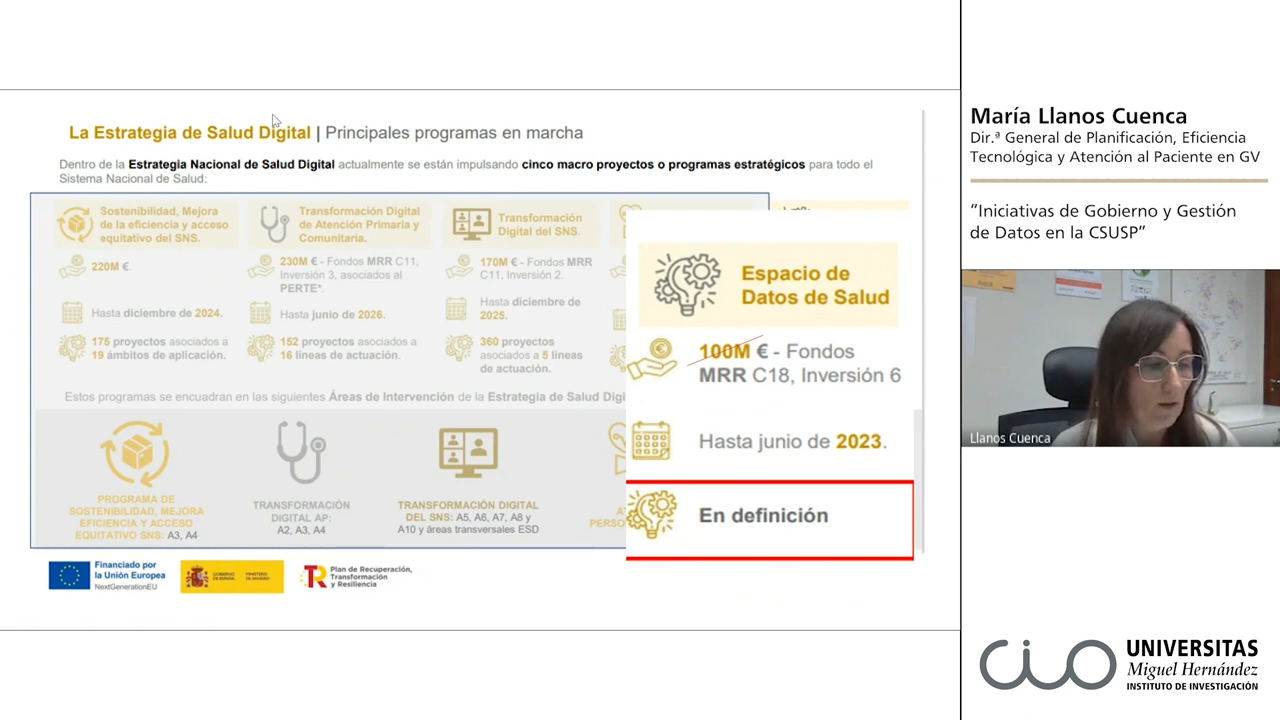 La Estrategia de Salud Digital | Principales programas en marcha
Dentro de la Estrategia Nacional de Salud Digital actualmente se están impulsando cinco macro proyectos o programas estratégicos para todo el
Sistema Nacional de Salud:
Sostenibilidad, Mejora
de la eficiencia y acceso
equitativo del SNS.
220M €.
Hasta diciembre de 2024.
175 proyectos asociados a
19 ámbitos de aplicación.
Transformación Digital
de Atención Primaria y
Comunitaria.
230M € - Fondos MRR C11,
Inversión 3, asociados al
PERTE*.
Hasta junio de 2026.
152 proyectos asociados a
16 líneas de actuación.
Transformación
Digital del SNS.
170M € - Fondos MRR
C11, Inversión 2.
Hasta diciembre de
2025.
360 proyectos
asociados a 5 líneas
de actuación.
Espacio de
Datos de Salud
100M € - Fondos
MRR C18, Inversión 6
Hasta junio de 2023.
En definición
Estos programas se encuadran en las siguientes Áreas de Intervención de la Estrategia de Salud Digi
PROGRAMA DE
SOSTENIBILIDAD, MEJORA
EFICIENCIA Y ACCESO
EQUITATIVO SNS: A3, A4
TRANSFORMACIÓN
DIGITAL AP:
A2, A3, A4
TRANSFORMACIÓN DIGITAL
DEL SNS: A5, A6, A7, A8 y
A10 y áreas transversales ESD
PERSO
Financiado por
la Unión Europea
NextGenerationEU
GOBIERNO
DE ESPAÑA
MINISTERIO
DE SANIDAD
Plan de Recuperación,
Transformación
y Resiliencia
María Llanos Cuenca
Dir.ª General de Planificación, Eficiencia
Tecnológica y Atención al Paciente en GV
”Iniciativas de Gobierno y Gestión
de Datos en la CSUSP”
Llanos Cuenca
cio
UNIVERSITAS
Miguel Hernández
INSTITUTO DE INVESTIGACIÓN